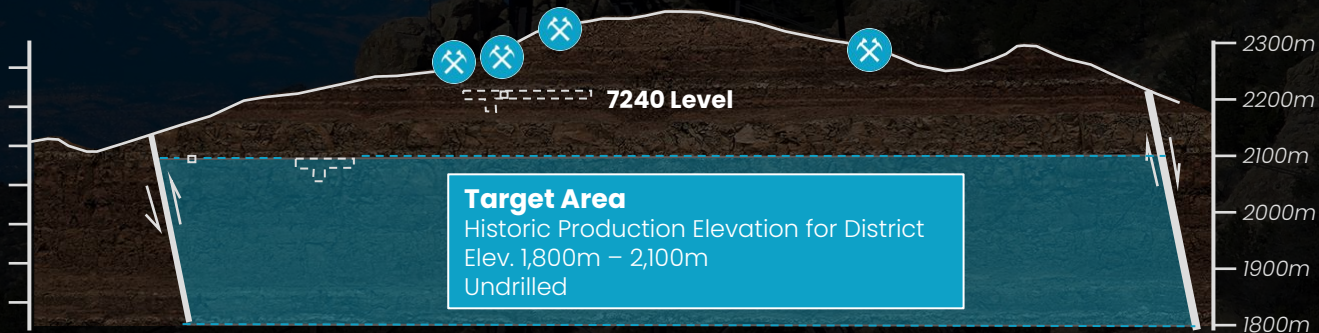 2300m
7240 Level
2200m
2100m
Target Area
Historic Production Elevation for District
Elev. 1,800m – 2,100m
Undrilled
2000m
1900m
1800m